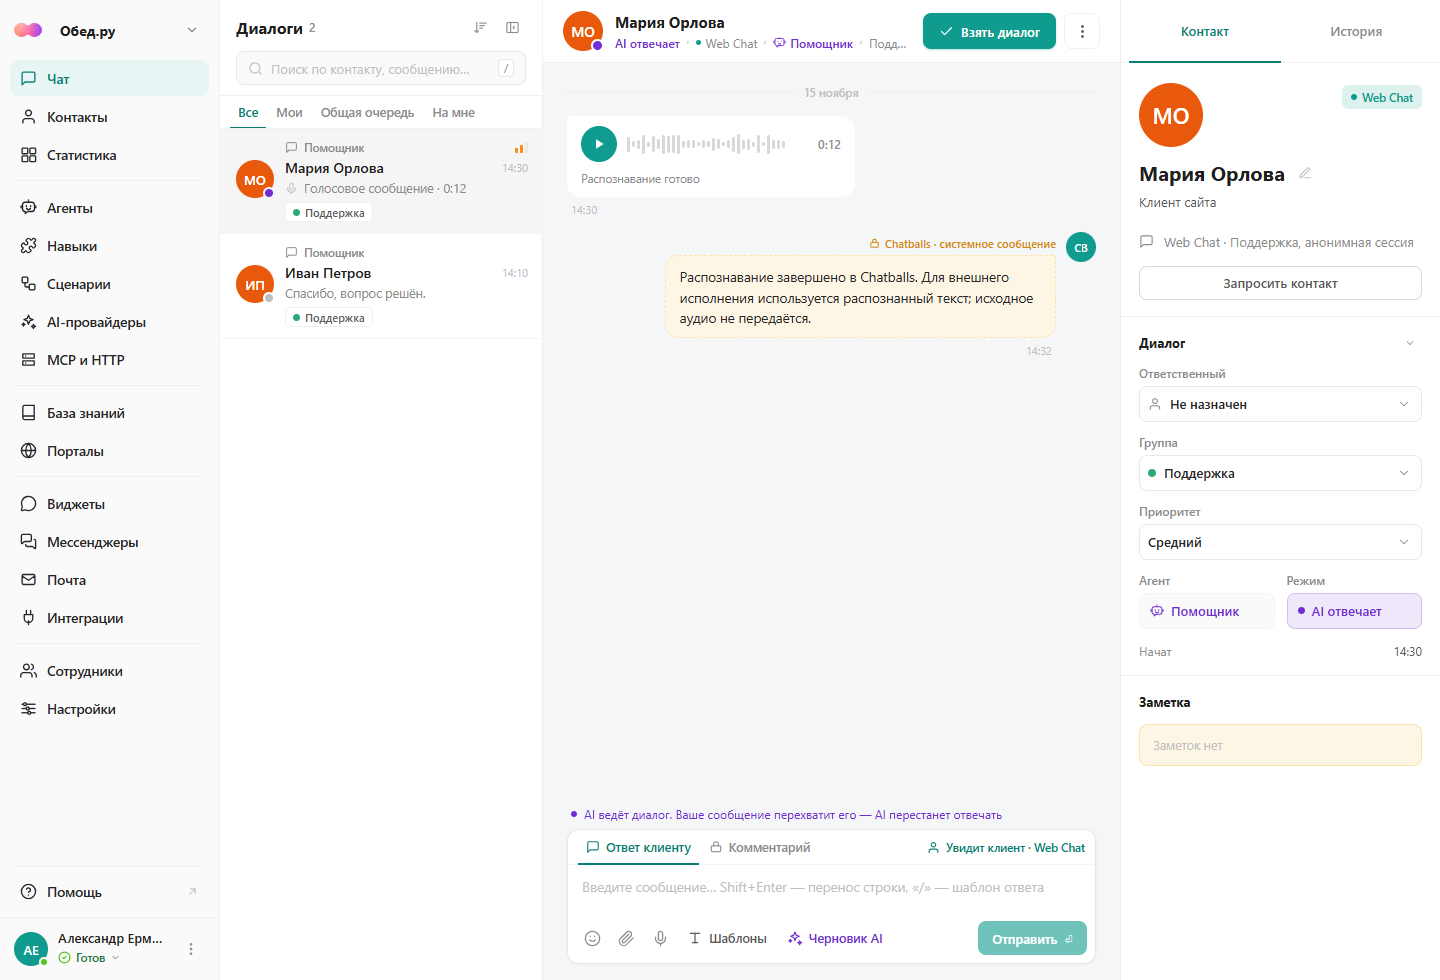 Обед.ру
Чат
Контакты
Статистика
Агенты
Навыки
Сценарии
AI-провайдеры
MCP и HTTP
База знаний
Порталы
Виджеты
Мессенджеры
Почта
Интеграции
Сотрудники
Настройки
Помощь
АЕ
Александр Ерм...
Готов
Диалоги 2
Поиск по контакту, сообщению... /
Все Мои Общая очередь На мне
Помощник
МО
Мария Орлова 14:30
Голосовое сообщение · 0:12
Поддержка
Помощник
ИП
Иван Петров 14:10
Спасибо, вопрос решён.
Поддержка
МО
Мария Орлова
AI отвечает · Web Chat · Помощник · Подд...
Взять диалог
15 ноября
0:12
Распознавание готово
14:30
Chatballs · системное сообщение
CB
Распознавание завершено в Chatballs. Для внешнего
исполнения используется распознанный текст; исходное
аудио не передаётся.
14:32
AI ведёт диалог. Ваше сообщение перехватит его — AI перестанет отвечать
Ответ клиенту Комментарий Увидит клиент · Web Chat
Введите сообщение... Shift+Enter — перенос строки, «/» — шаблон ответа
Шаблоны Черновик AI Отправить ⏎
Контакт История
МО
Web Chat
Мария Орлова
Клиент сайта
Web Chat · Поддержка, анонимная сессия
Запросить контакт
Диалог
Ответственный
Не назначен
Группа
Поддержка
Приоритет
Средний
Агент Режим
Помощник AI отвечает
Начат 14:30
Заметка
Заметок нет